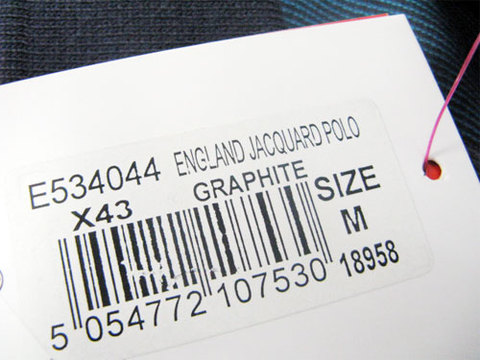 E534044 ENGLAND JACQUARD POLO
X43 GRAPHITE SIZE
M
5 054772 107530 18958